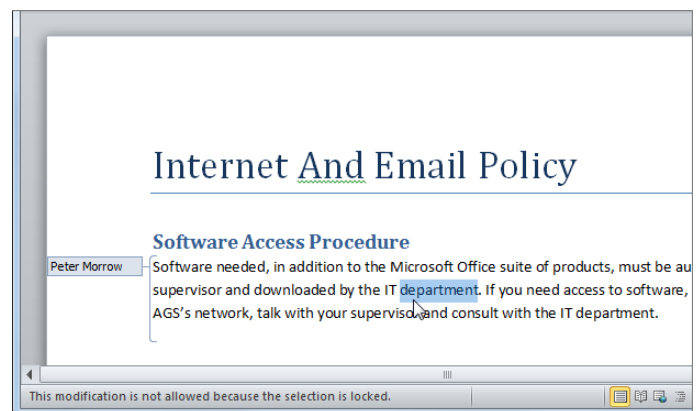 Internet And Email Policy
Software Access Procedure
Peter Morrow
Software needed, in addition to the Microsoft Office suite of products, must be au
supervisor and downloaded by the IT department. If you need access to software,
AGS's network, talk with your supervisor and consult with the IT department.
This modification is not allowed because the selection is locked.